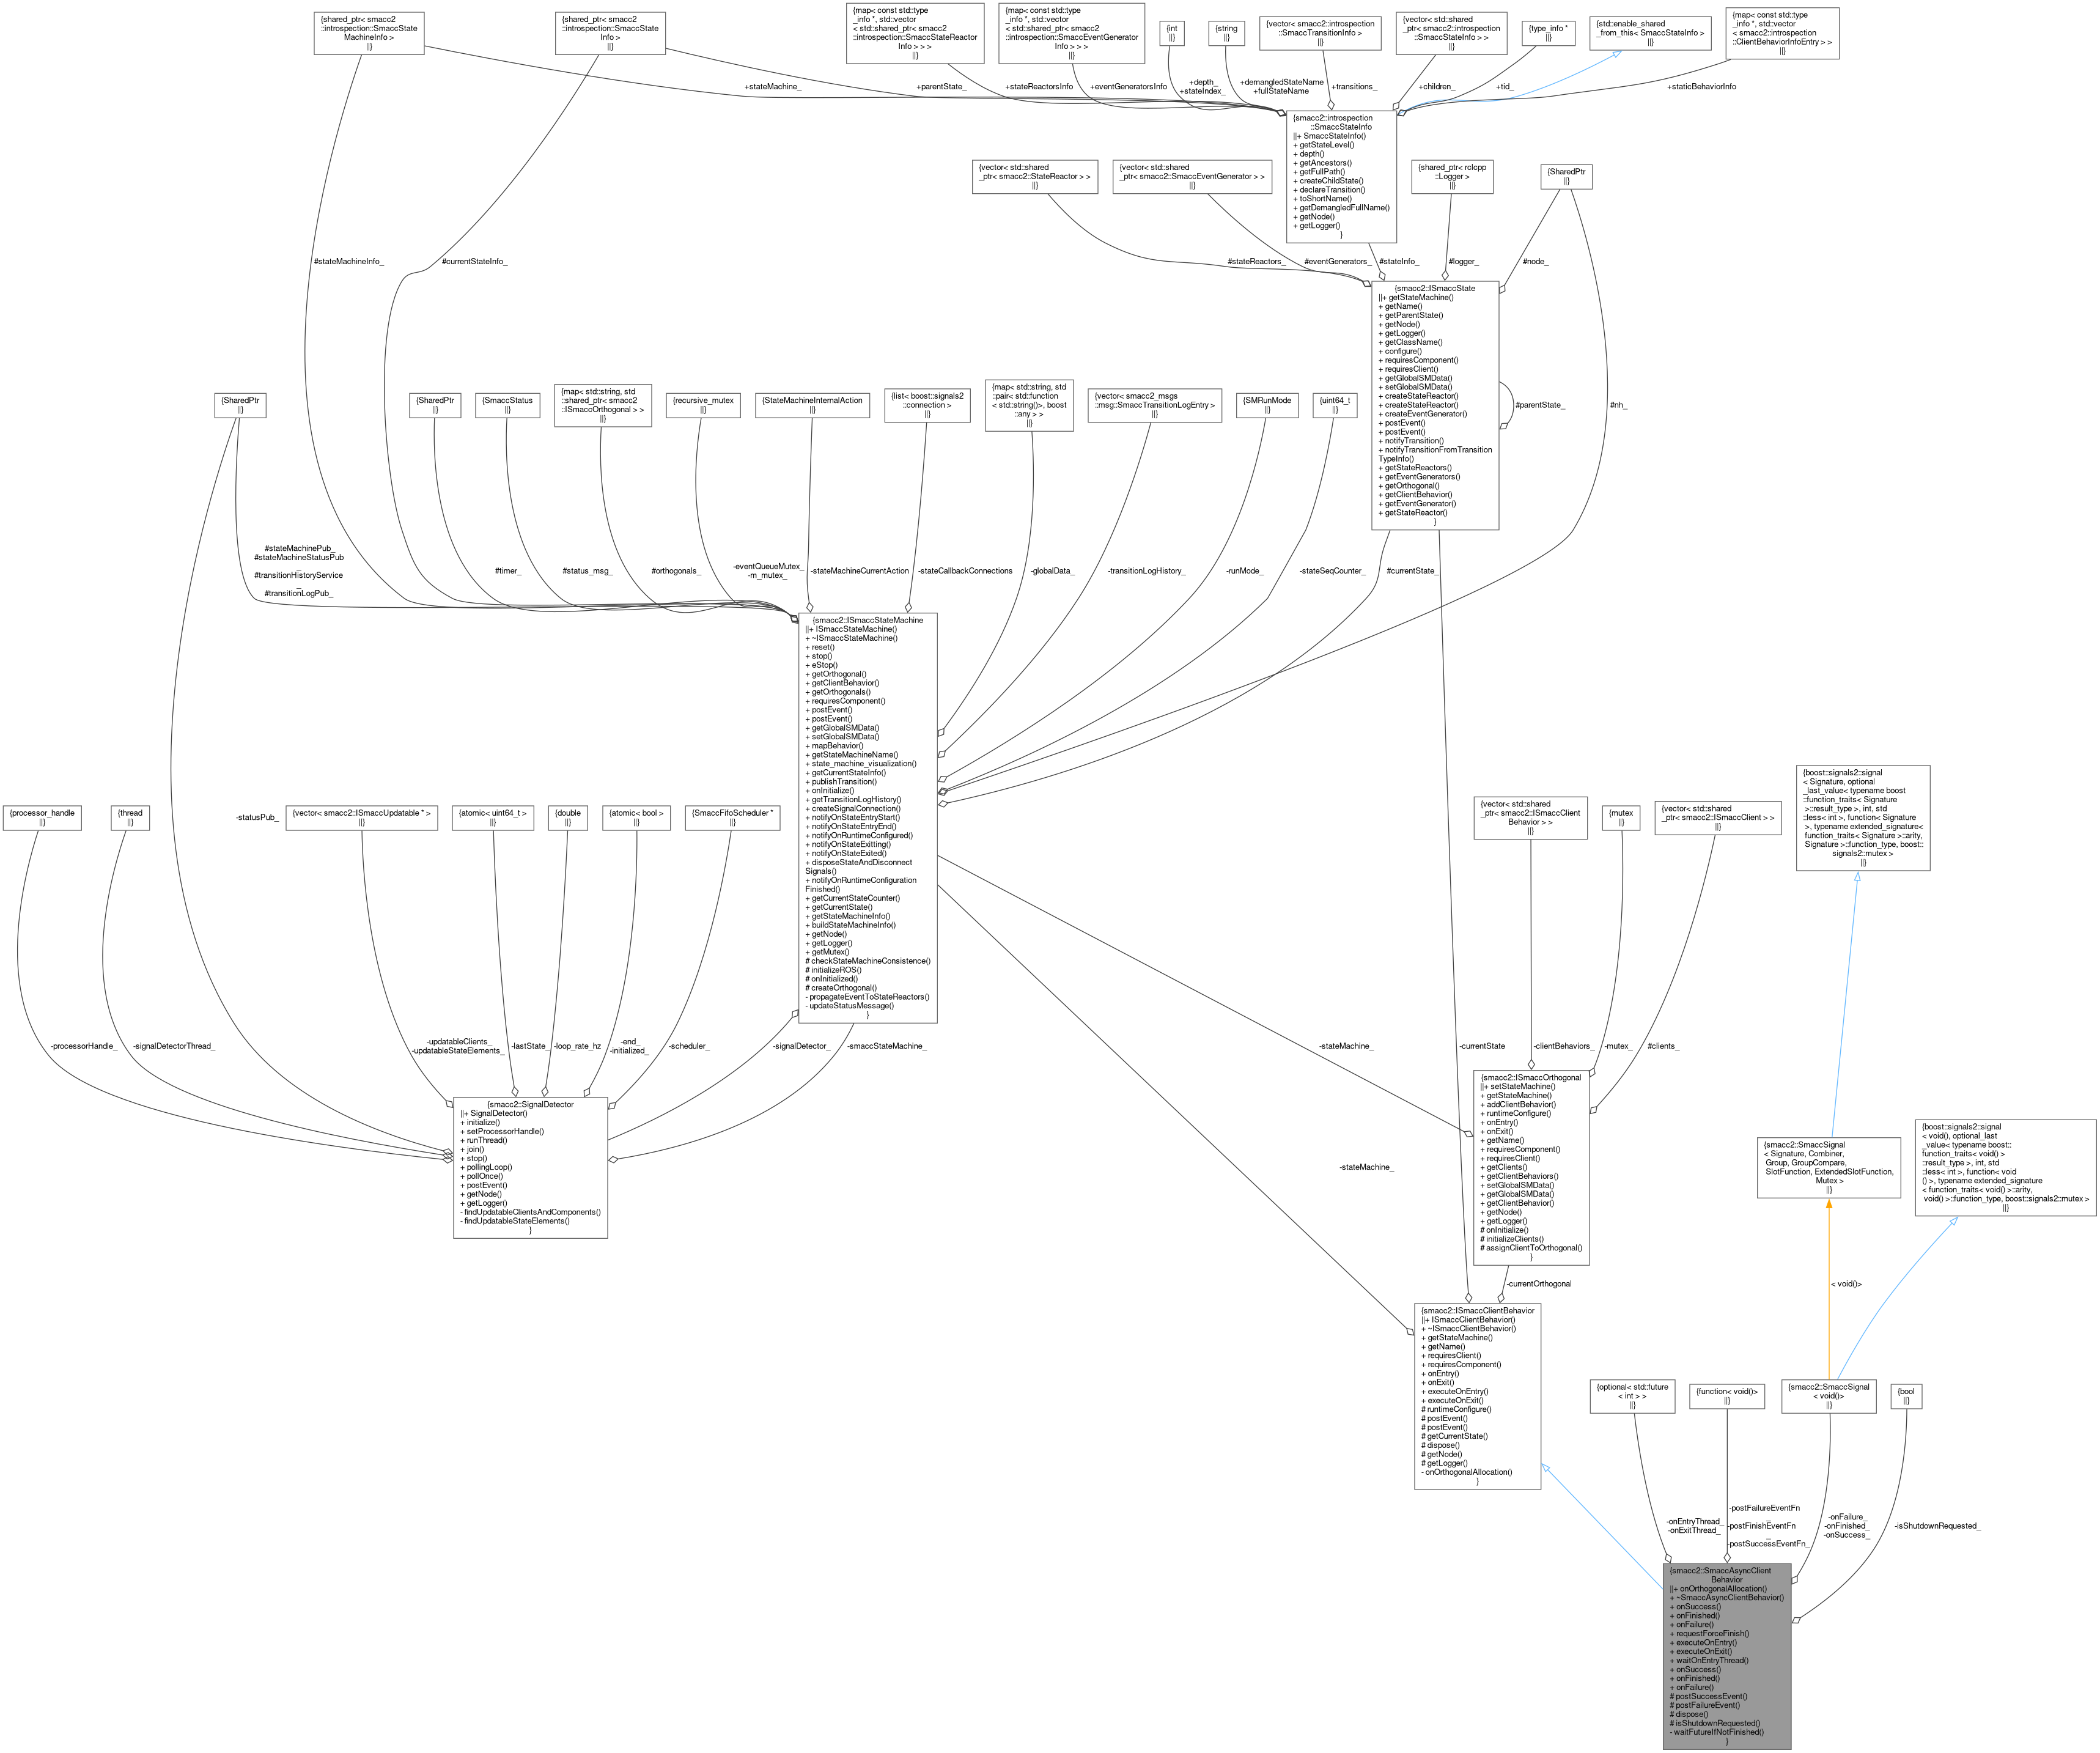 {shared_ptr< smacc2
::introspection::SmaccState
MachineInfo >
||}
{shared_ptr< smacc2
::introspection::SmaccState
Info >
||}
{map< const std::type
_info *, std::vector
< std::shared_ptr< smacc2
::introspection::SmaccStateReactor
Info > > >
||}
{map< const std::type
_info *, std::vector
< std::shared_ptr< smacc2
::introspection::SmaccEventGenerator
Info > > >
||}
{int
||}
{string
||}
{vector< smacc2::introspection
::SmaccTransitionInfo >
||}
{vector< std::shared
_ptr< smacc2::introspection
::SmaccStateInfo > >
||}
{type_info *
||}
{std::enable_shared
_from_this< SmaccStateInfo >
||}
{map< const std::type
_info *, std::vector
< smacc2::introspection
::ClientBehaviorInfoEntry > >
||}
+stateMachine_
+parentState_
+stateReactorsInfo
+eventGeneratorsInfo
+depth_
+stateIndex_
+demangledStateName
+fullStateName
+transitions_
+children_
+tid_
+staticBehaviorInfo
{smacc2::introspection
::SmaccStateInfo
||+ SmaccStateInfo()
+ getStateLevel()
+ depth()
+ getAncestors()
+ getFullPath()
+ createChildState()
+ declareTransition()
+ toShortName()
+ getDemangledFullName()
+ getNode()
+ getLogger()
}
{vector< std::shared
_ptr< smacc2::StateReactor > >
||}
{vector< std::shared
_ptr< smacc2::SmaccEventGenerator > >
||}
{shared_ptr< rclcpp
::Logger >
||}
{SharedPtr
||}
#stateMachineInfo_
#currentStateInfo_
#stateReactors_
#eventGenerators_
#stateInfo_
#logger_
#node_
{smacc2::ISmaccState
||+ getStateMachine()
+ getName()
+ getParentState()
+ getNode()
+ getLogger()
+ getClassName()
+ configure()
+ requiresComponent()
+ requiresClient()
+ getGlobalSMData()
+ setGlobalSMData()
+ createStateReactor()
+ createStateReactor()
+ createEventGenerator()
+ postEvent()
+ postEvent()
+ notifyTransition()
+ notifyTransitionFromTransition
TypeInfo()
+ getStateReactors()
+ getEventGenerators()
+ getOrthogonal()
+ getClientBehavior()
+ getEventGenerator()
+ getStateReactor()
}
#parentState_
#nh_
{SharedPtr
||}
{SharedPtr
||}
{SmaccStatus
||}
{map< std::string, std
::shared_ptr< smacc2
::ISmaccOrthogonal > >
||}
{recursive_mutex
||}
{StateMachineInternalAction
||}
{list< boost::signals2
::connection >
||}
{map< std::string, std
::pair< std::function
< std::string()>, boost
::any > >
||}
{vector< smacc2_msgs
::msg::SmaccTransitionLogEntry >
||}
{SMRunMode
||}
{uint64_t
||}
#stateMachinePub_
#stateMachineStatusPub
_
#transitionHistoryService
_
#transitionLogPub_
#timer_
#status_msg_
#orthogonals_
-eventQueueMutex_
-m_mutex_
-stateMachineCurrentAction
-stateCallbackConnections
-globalData_
-transitionLogHistory_
-runMode_
-stateSeqCounter_
#currentState_
{smacc2::ISmaccStateMachine
||+ ISmaccStateMachine()
+ ~ISmaccStateMachine()
+ reset()
+ stop()
+ eStop()
+ getOrthogonal()
+ getClientBehavior()
+ getOrthogonals()
+ requiresComponent()
+ postEvent()
+ postEvent()
+ getGlobalSMData()
+ setGlobalSMData()
+ mapBehavior()
+ getStateMachineName()
+ state_machine_visualization()
+ getCurrentStateInfo()
+ publishTransition()
+ onInitialize()
+ getTransitionLogHistory()
+ createSignalConnection()
+ notifyOnStateEntryStart()
+ notifyOnStateEntryEnd()
+ notifyOnRuntimeConfigured()
+ notifyOnStateExitting()
+ notifyOnStateExited()
+ disposeStateAndDisconnect
Signals()
+ notifyOnRuntimeConfiguration
Finished()
+ getCurrentStateCounter()
+ getCurrentState()
+ getStateMachineInfo()
+ buildStateMachineInfo()
+ getNode()
+ getLogger()
+ getMutex()
# checkStateMachineConsistence()
# initializeROS()
# onInitialized()
# createOrthogonal()
- propagateEventToStateReactors()
- updateStatusMessage()
}
{processor_handle
||}
{thread
||}
-statusPub_
{vector< smacc2::ISmaccUpdatable * >
||}
{atomic< uint64_t >
||}
{double
||}
{atomic< bool >
||}
{SmaccFifoScheduler *
||}
-processorHandle_
-signalDetectorThread_
-updatableClients_
-updatableStateElements_
-lastState_
-loop_rate_hz
-end_
-initialized_
-scheduler_
-signalDetector_
-smaccStateMachine_
{smacc2::SignalDetector
||+ SignalDetector()
+ initialize()
+ setProcessorHandle()
+ runThread()
+ join()
+ stop()
+ pollingLoop()
+ pollOnce()
+ postEvent()
+ getNode()
+ getLogger()
- findUpdatableClientsAndComponents()
- findUpdatableStateElements()
}
{vector< std::shared
_ptr< smacc2::ISmaccClient
Behavior > >
||}
{mutex
||}
{vector< std::shared
_ptr< smacc2::ISmaccClient > >
||}
{boost::signals2::signal
< Signature, optional
_last_value< typename boost
::function_traits< Signature
>::result_type >, int, std
::less< int >, function< Signature
>, typename extended_signature<
function_traits< Signature >::arity,
Signature >::function_type, boost::
signals2::mutex >
||}
-stateMachine_
-currentState
-clientBehaviors_
-mutex_
#clients_
{smacc2::ISmaccOrthogonal
||+ setStateMachine()
+ getStateMachine()
+ addClientBehavior()
+ runtimeConfigure()
+ onEntry()
+ onExit()
+ getName()
+ requiresComponent()
+ requiresClient()
+ getClients()
+ getClientBehaviors()
+ setGlobalSMData()
+ getGlobalSMData()
+ getClientBehavior()
+ getNode()
+ getLogger()
# onInitialize()
# initializeClients()
# assignClientToOrthogonal()
}
{smacc2::SmaccSignal
< Signature, Combiner,
Group, GroupCompare,
SlotFunction, ExtendedSlotFunction,
Mutex >
||}
{boost::signals2::signal
< void(), optional_last
_value< typename boost::
function_traits< void() >
::result_type >, int, std
::less< int >, function< void
() >, typename extended_signature
< function_traits< void() >::arity,
void() >::function_type, boost::signals2::mutex >
||}
-stateMachine_
-currentOrthogonal
< void()>
{smacc2::ISmaccClientBehavior
||+ ISmaccClientBehavior()
+ ~ISmaccClientBehavior()
+ getStateMachine()
+ getName()
+ requiresClient()
+ requiresComponent()
+ onEntry()
+ onExit()
+ executeOnEntry()
+ executeOnExit()
# runtimeConfigure()
# postEvent()
# postEvent()
# getCurrentState()
# dispose()
# getNode()
# getLogger()
- onOrthogonalAllocation()
}
{optional< std::future
< int > >
||}
{function< void()>
||}
{smacc2::SmaccSignal
< void()>
||}
{bool
||}
-onEntryThread_
-onExitThread_
-postFailureEventFn
_
-postFinishEventFn
_
-postSuccessEventFn_
-onFailure_
-onFinished_
-onSuccess_
-isShutdownRequested_
{smacc2::SmaccAsyncClient
Behavior
||+ onOrthogonalAllocation()
+ ~SmaccAsyncClientBehavior()
+ onSuccess()
+ onFinished()
+ onFailure()
+ requestForceFinish()
+ executeOnEntry()
+ executeOnExit()
+ waitOnEntryThread()
+ onSuccess()
+ onFinished()
+ onFailure()
# postSuccessEvent()
# postFailureEvent()
# dispose()
# isShutdownRequested()
- waitFutureIfNotFinished()
}